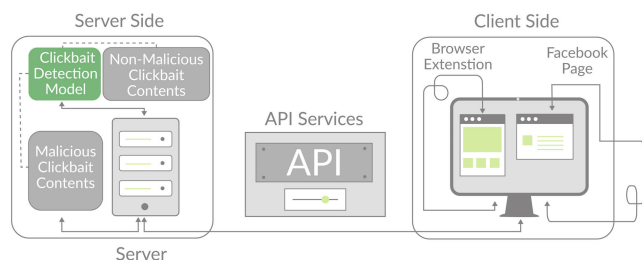 Server Side
Clickbait
Detection
Model
Non-Malicious
Clickbait
Contents
Malicious
Clickbait
Contents
Server
API Services
API
Client Side
Browser
Extenstion
Facebook
Page